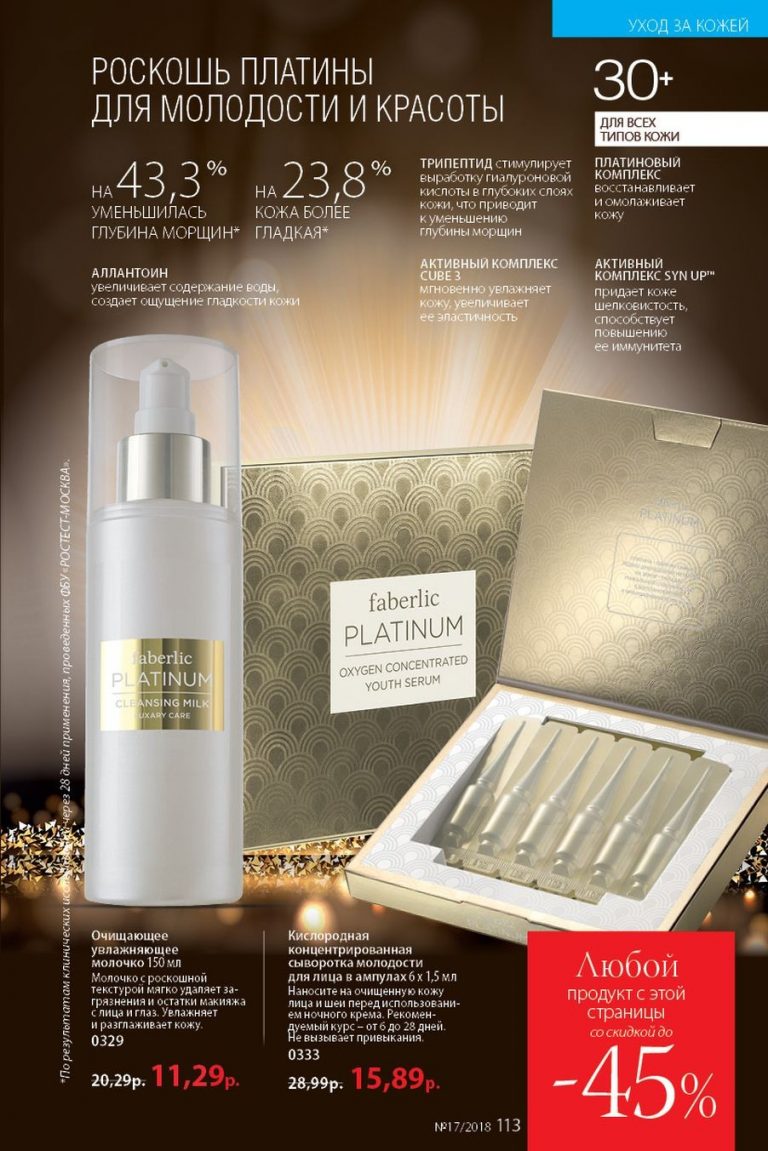 УХОД ЗА КОЖЕЙ
РОСКОШЬ ПЛАТИНЫ
ДЛЯ МОЛОДОСТИ И КРАСОТЫ
30+
ДЛЯ ВСЕХ
ТИПОВ КОЖИ
НА 43,3%
УМЕНЬШИЛАСЬ
ГЛУБИНА МОРЩИН*
НА 23,8%
КОЖА БОЛЕЕ
ГЛАДКАЯ*
ТРИПЕПТИД стимулирует
выработку гиалуроновой
кислоты в глубоких слоях
кожи, что приводит
к уменьшению
глубины морщин
ПЛАТИНОВЫЙ
КОМПЛЕКС
восстанавливает
и омолаживает
кожу
АЛЛАНТОИН
увеличивает содержание воды,
создает ощущение гладкости кожи
АКТИВНЫЙ КОМПЛЕКС
CUBE 3
мгновенно увлажняет
кожу, увеличивает
ее эластичность
АКТИВНЫЙ
КОМПЛЕКС SYN UP™
придает коже
шелковистость,
способствует
повышению
ее иммунитета
faberlic
PLATINUM
CLEANSING MILK
LUXARY CARE
faberlic
PLATINUM
OXYGEN CONCENTRATED
YOUTH SERUM
PLATINUM
*По результатам клинических через 28 дней применения, проведенных ФБУ «РОСТЕСТ-МОСКВА».
Очищающее
увлажняющее
молочко 150 мл
Молочко с роскошной
текстурой мягко удаляет за-
грязнения и остатки макияжа
с лица и глаз. Увлажняет
и разглаживает кожу.
0329
20,29р. 11,29р.
Кислородная
концентрированная
сыворотка молодости
для лица в ампулах 6 x 1,5 мл
Наносите на очищенную кожу
лица и шеи перед использовани-
ем ночного крема. Рекомен-
дуемый курс – от 6 до 28 дней.
Не вызывает привыкания.
0333
28,99р. 15,89р.
Любой
продукт с этой
страницы
со скидкой до
-45%
№17/2018 113